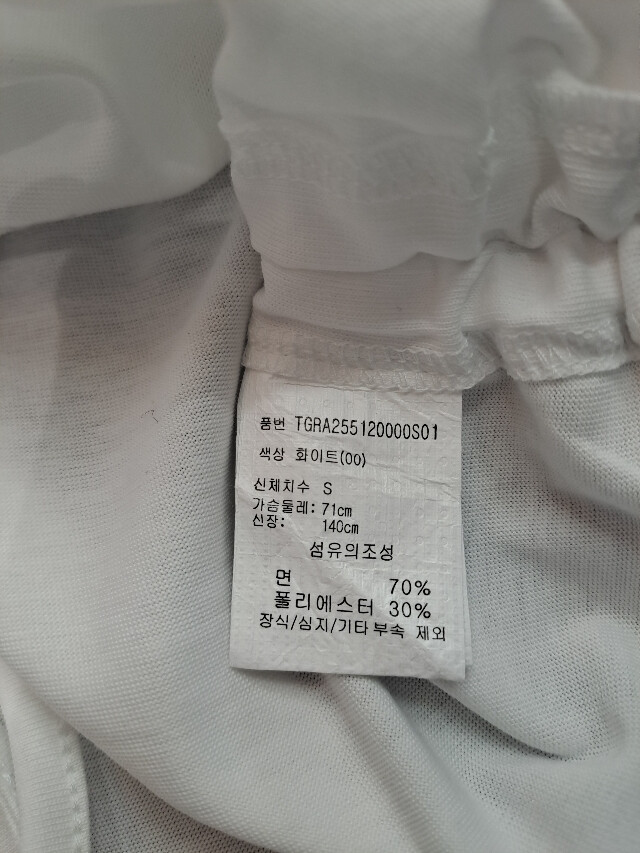 품번 TGRA255120000S01
색상 화이트(00)
신체치수 S
가슴둘레: 71cm
선장: 140cm
섬유의조성
면 70%
폴리에스터 30%
장식/심지/기타부속 제외